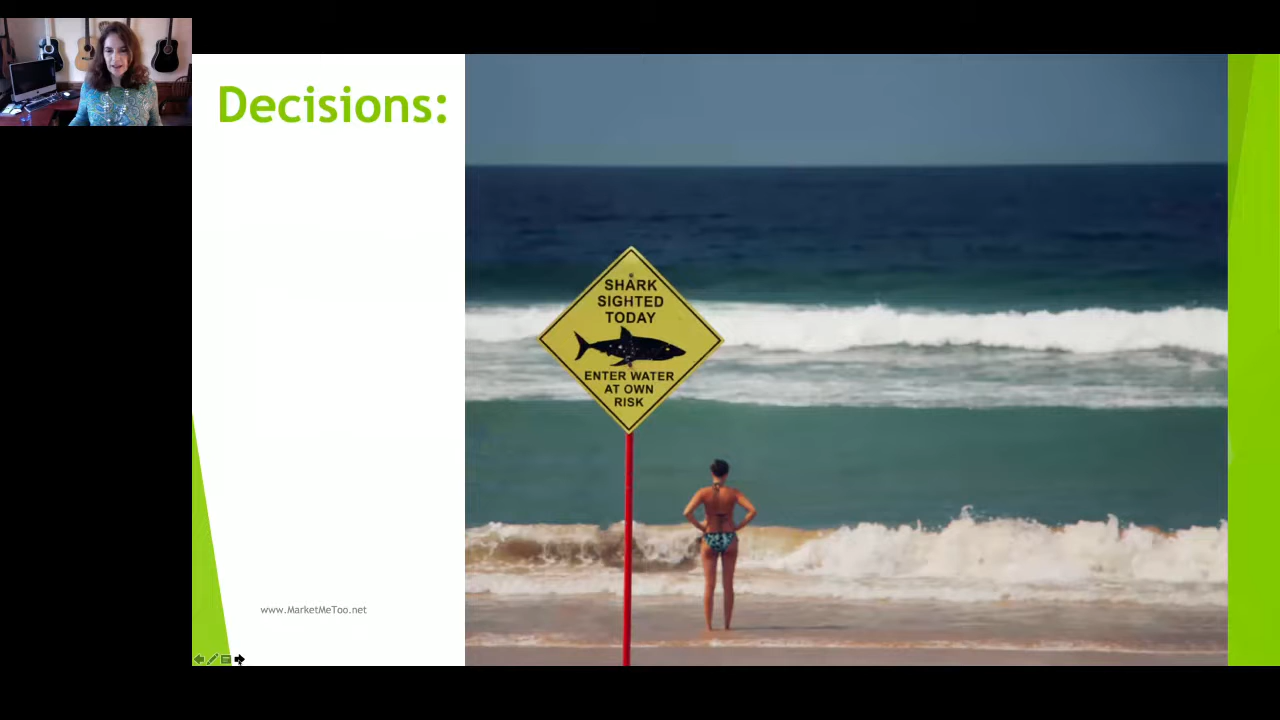 Decisions:
SHARK
SIGHTED
TODAY
ENTER WATER
AT OWN
RISK
www.MarketMeToo.net